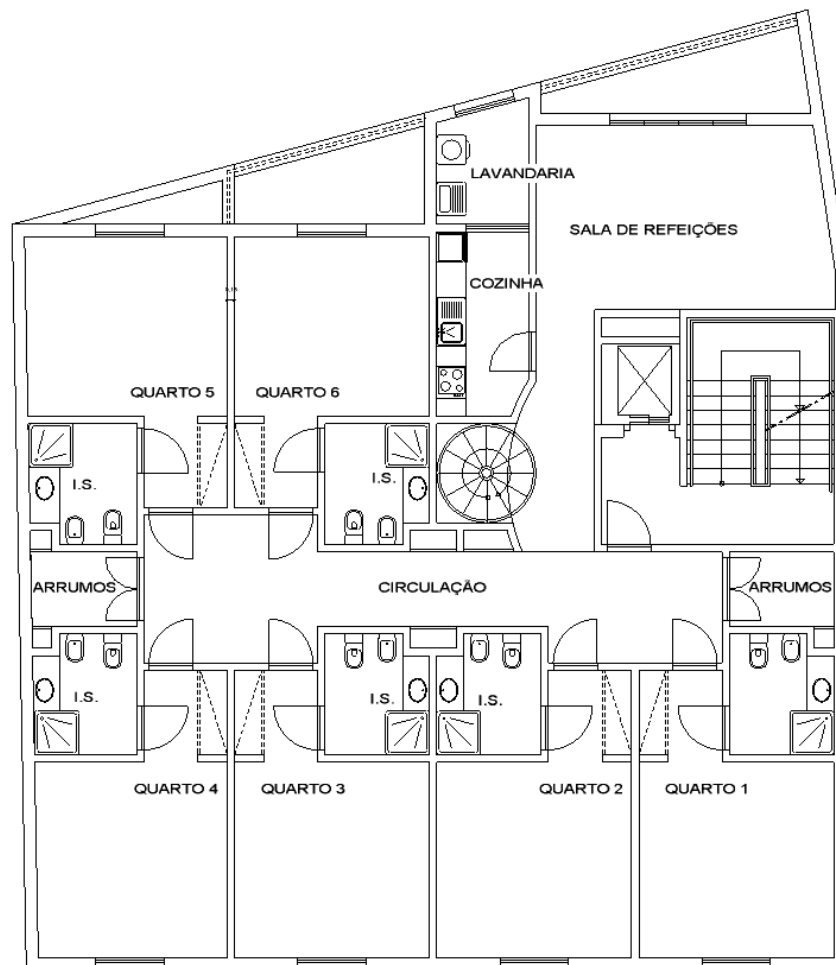 LAVANDARIA
SALA DE REFEIÇÕES
COZINHA
QUARTO 5
QUARTO 6
I.S.
I.S.
ARRUMOS
CIRCULAÇÃO
ARRUMOS
I.S.
I.S.
I.S.
QUARTO 4
QUARTO 3
QUARTO 2
QUARTO 1